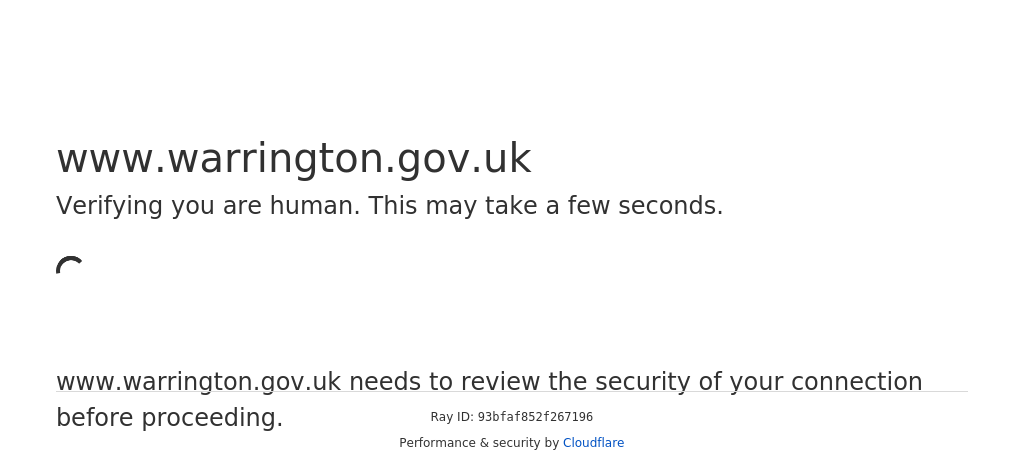 www.warrington.gov.uk
Verifying you are human. This may take a few seconds.
www.warrington.gov.uk needs to review the security of your connection
before proceeding.
Ray ID: 93bfaf852f267196
Performance & security by Cloudflare